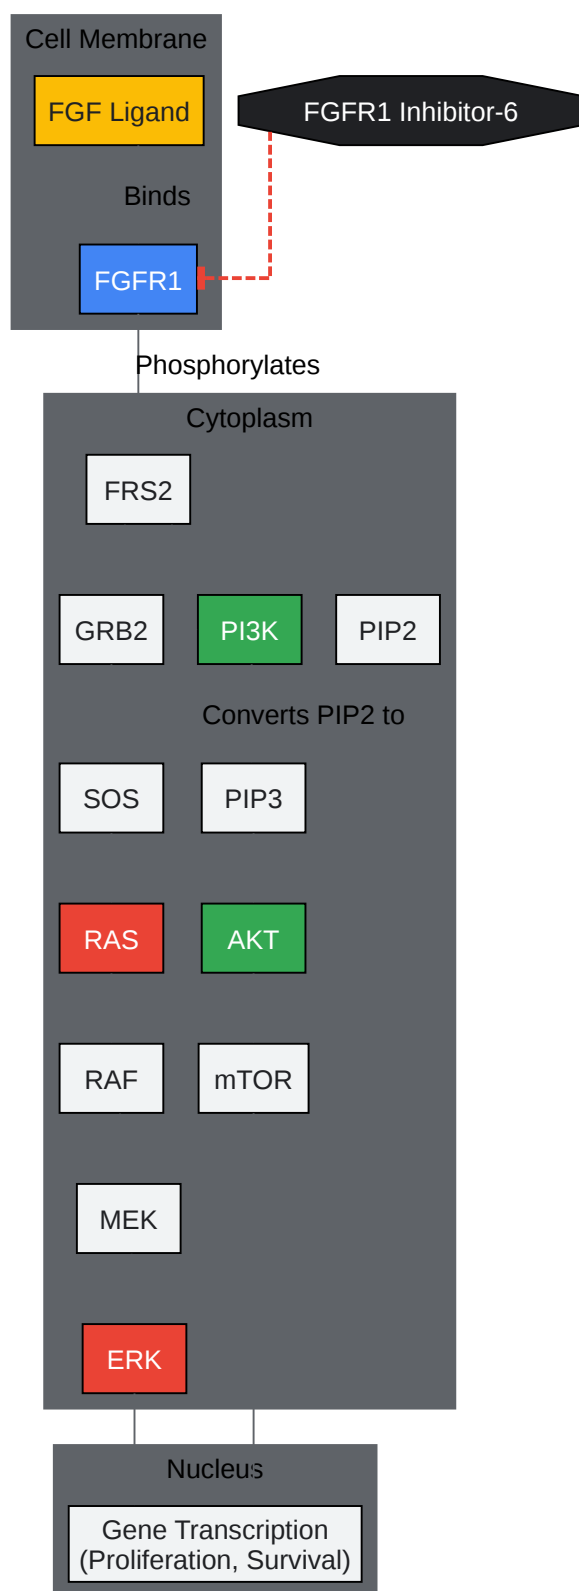 Cell Membrane
FGF Ligand
FGFR1 Inhibitor-6
Binds
FGFR1
Phosphorylates
Cytoplasm
FRS2
GRB2
PI3K
PIP2
Converts PIP2 to
SOS
PIP3
RAS
AKT
RAF
mTOR
MEK
ERK
Nucleus
Gene Transcription
(Proliferation, Survival)